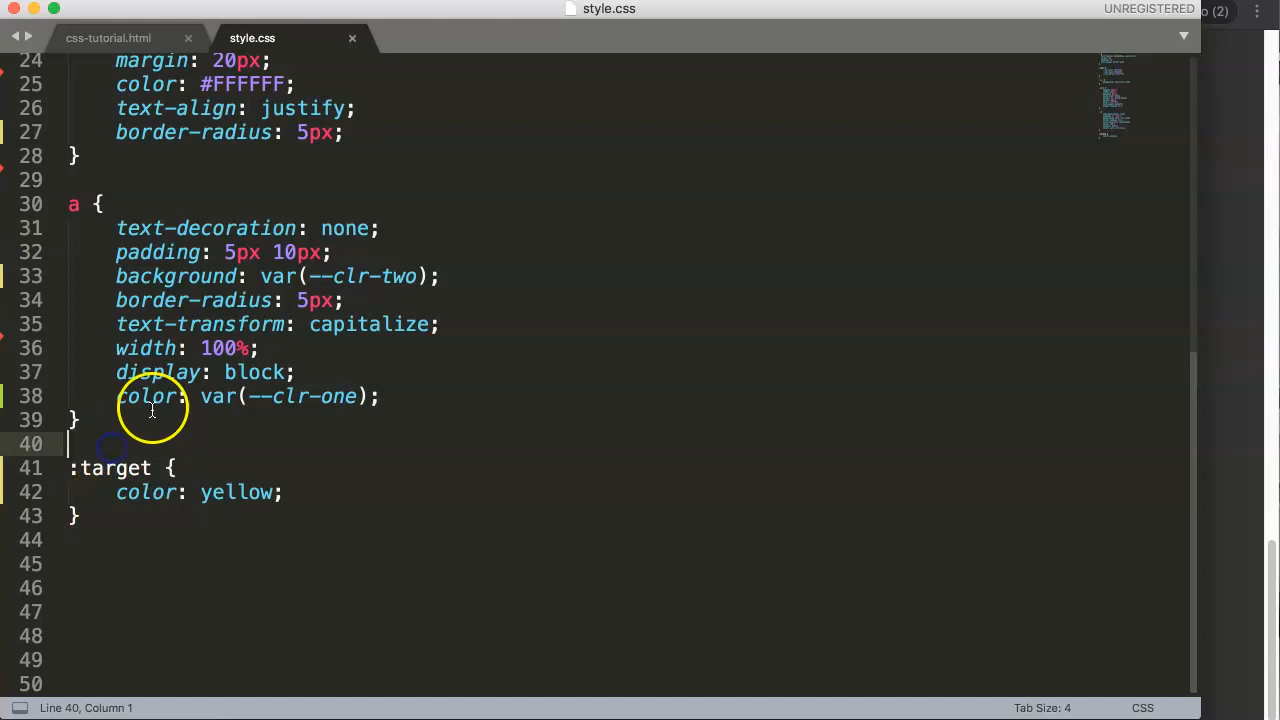 style.css
UNREGISTERED
o (2)
css-tutorial.html
style.css
24 margin: 20px;
25 color: #FFFFFF;
26 text-align: justify;
27 border-radius: 5px;
28 }
29
30 a {
31 text-decoration: none;
32 padding: 5px 10px;
33 background: var(--clr-two);
34 border-radius: 5px;
35 text-transform: capitalize;
36 width: 100%;
37 display: block;
38 color: var(--clr-one);
39 }
40
41 :target {
42 color: yellow;
43 }
44
45
46
47
48
49
50
Line 40, Column 1
Tab Size: 4
CSS